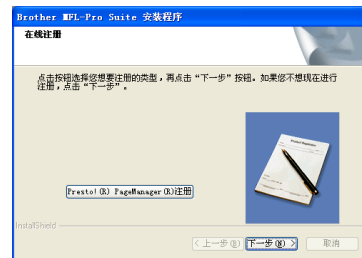 Brother MFL-Pro Suite 安装程序
在线注册
点击按钮选择您想要注册的类型，再点击“下一步”按钮。如果您不想现在进行
注册，点击“下一步”。
Product Registration
Presto!(R) PageManager(R)注册
InstallShield
< 上一步(B) 下一步(N) > 取消